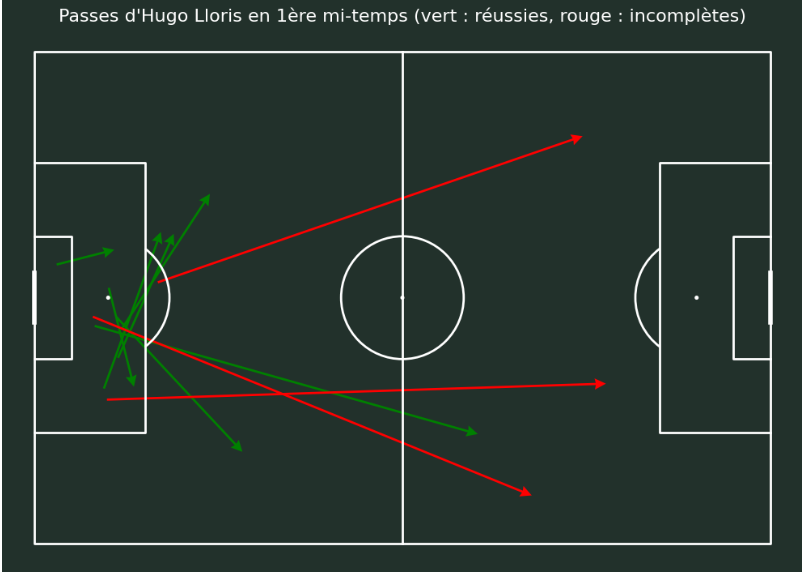 Passes d'Hugo Lloris en 1ère mi-temps (vert : réussies, rouge : incomplètes)